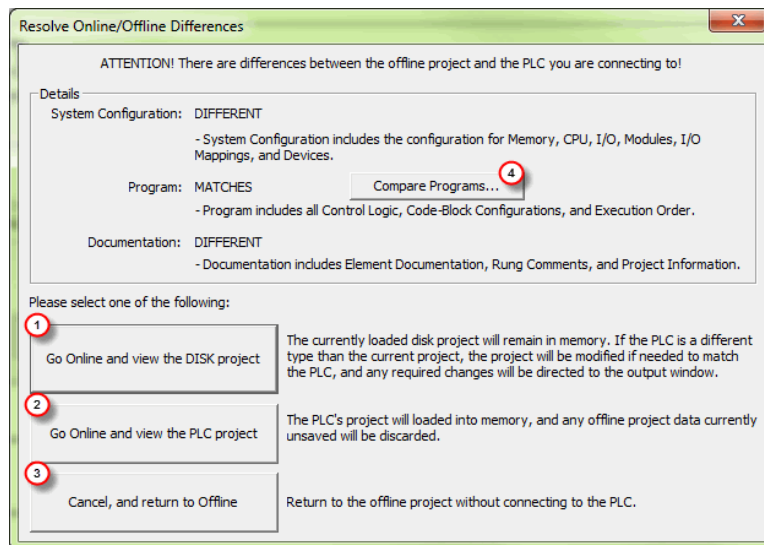 Resolve Online/Offline Differences
ATTENTION! There are differences between the offline project and the PLC you are connecting to!
Details
System Configuration: DIFFERENT
- System Configuration includes the configuration for Memory, CPU, I/O, Modules, I/O
Mappings, and Devices.
4
Program: MATCHES Compare Programs...
- Program includes all Control Logic, Code-Block Configurations, and Execution Order.
Documentation: DIFFERENT
- Documentation includes Element Documentation, Rung Comments, and Project Information.
Please select one of the following:
1
Go Online and view the DISK project
The currently loaded disk project will remain in memory. If the PLC is a different
type than the current project, the project will be modified if needed to match
the PLC, and any required changes will be directed to the output window.
2
Go Online and view the PLC project
The PLC's project will loaded into memory, and any offline project data currently
unsaved will be discarded.
3
Cancel, and return to Offline
Return to the offline project without connecting to the PLC.